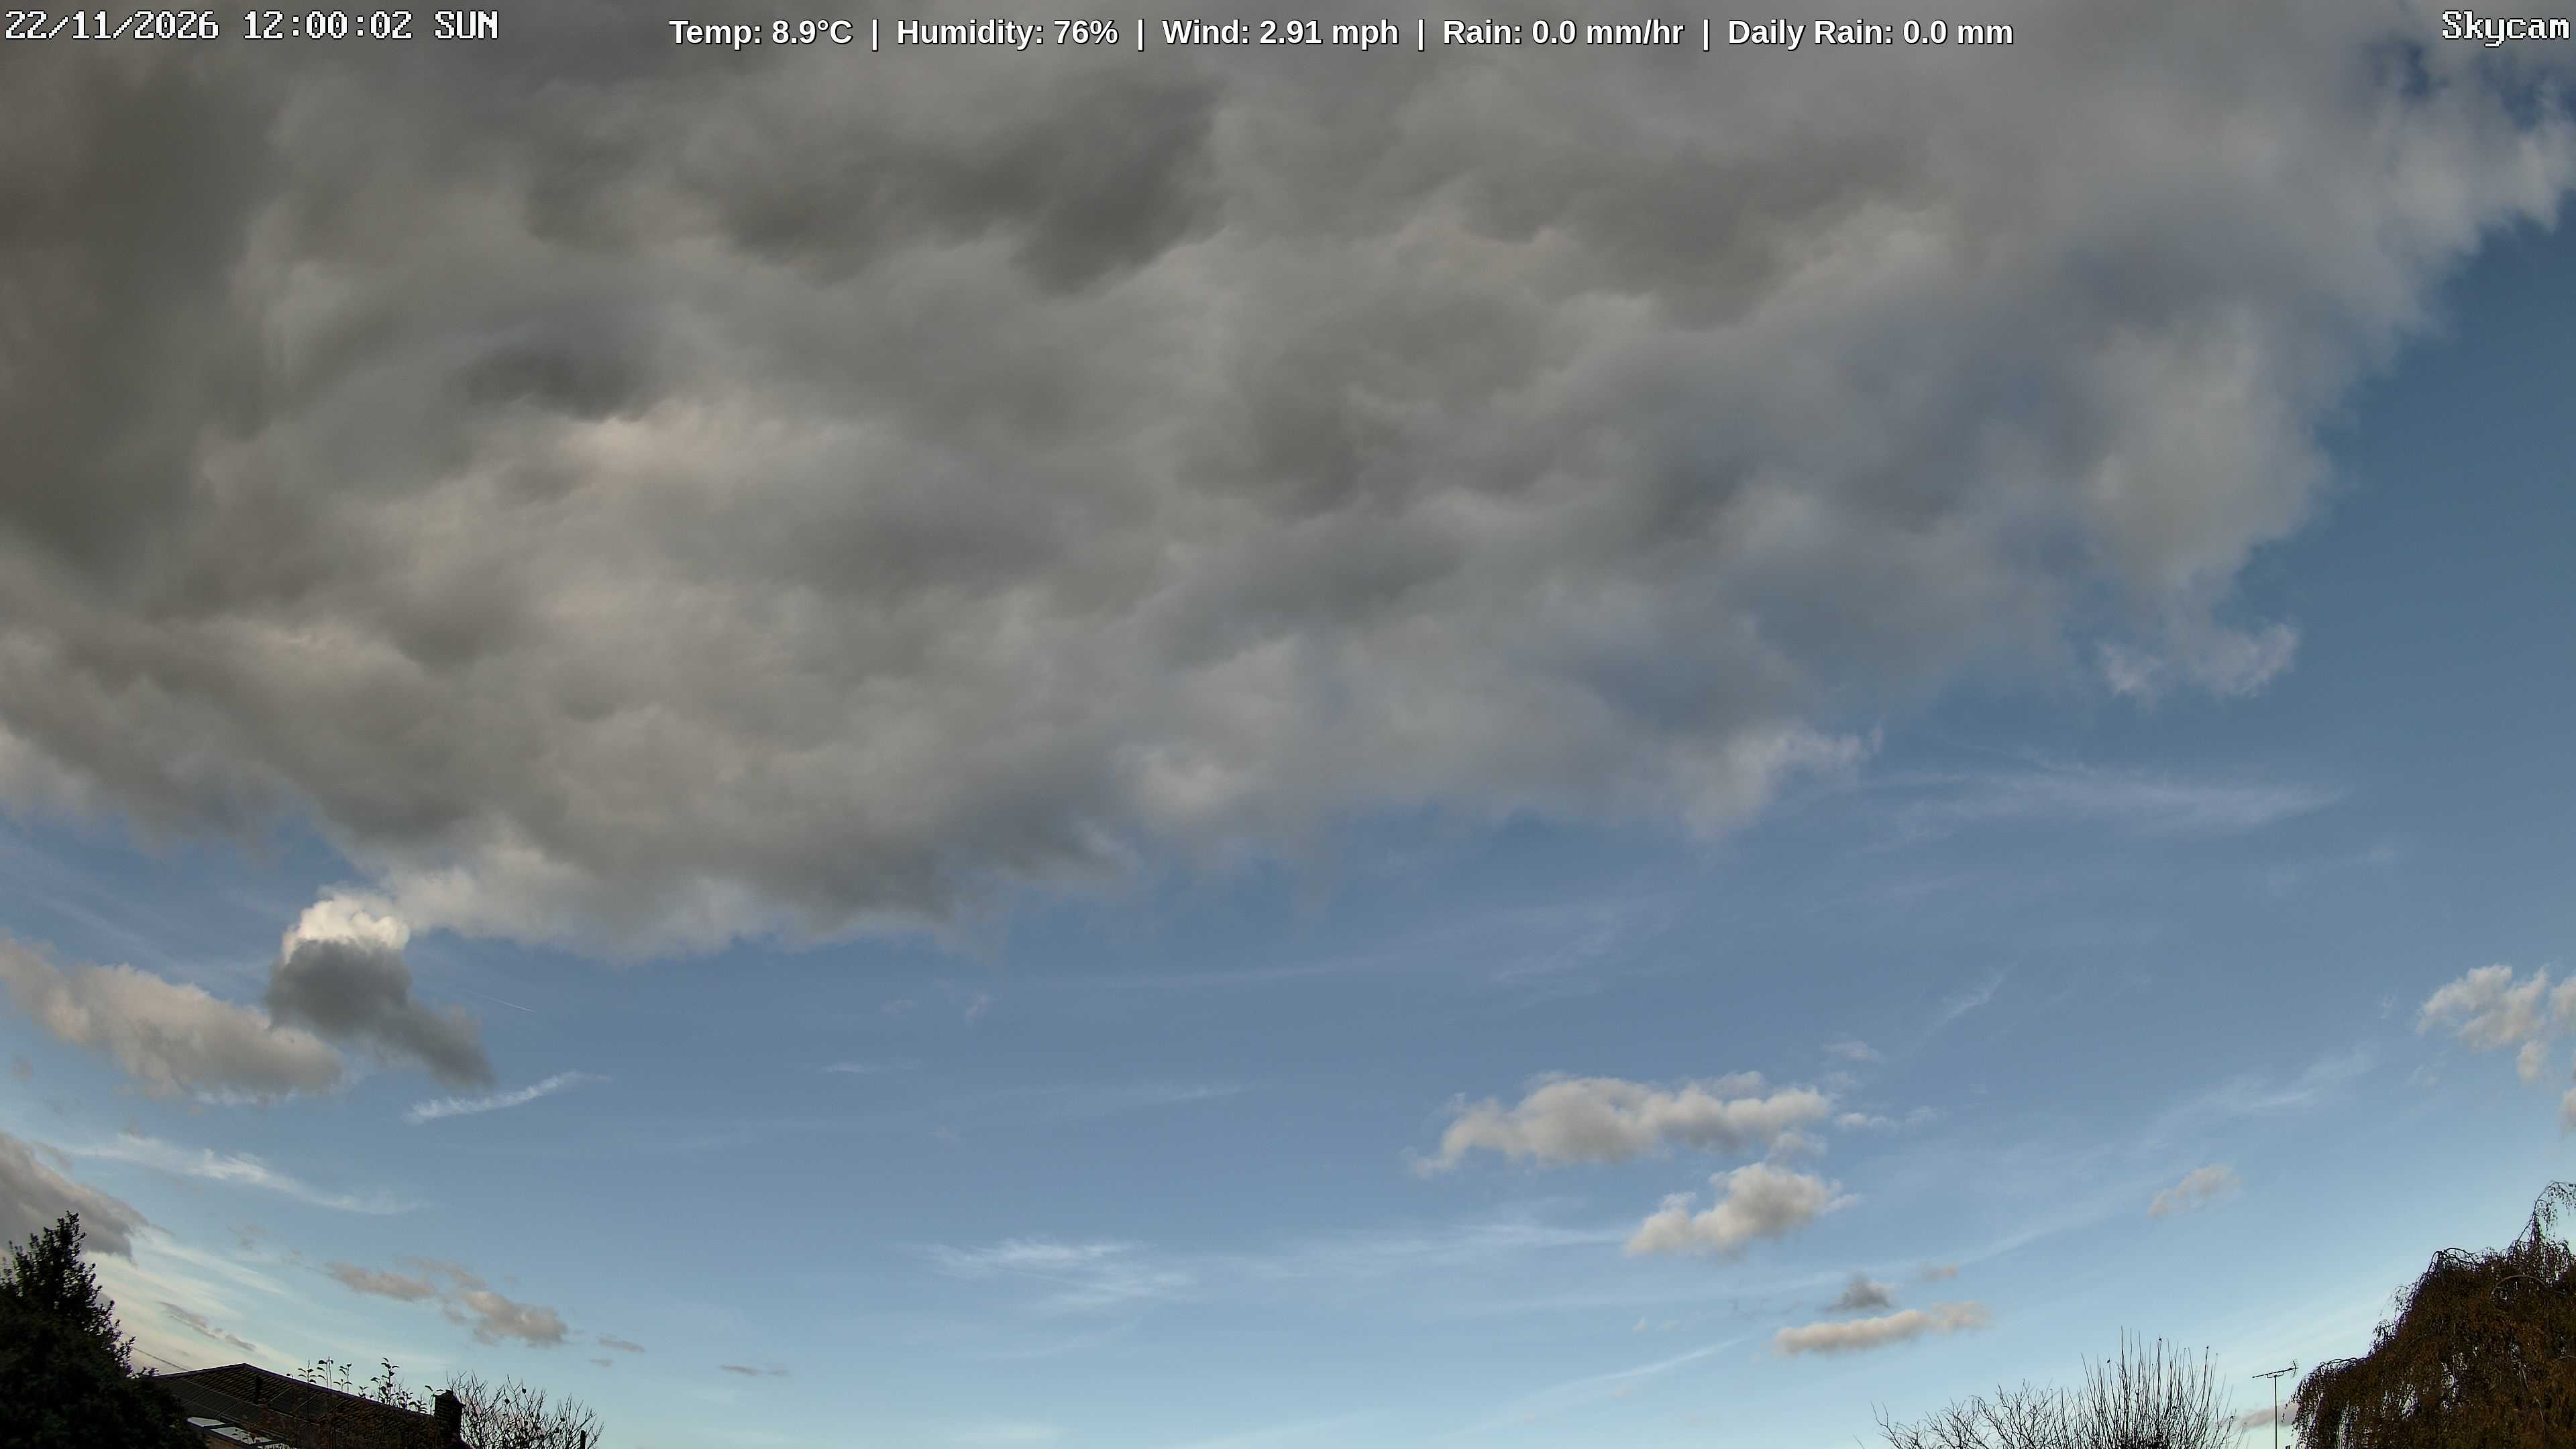 22/11/2026 12:00:02 SUN
Temp: 8.9°C | Humidity: 76% | Wind: 2.91 mph | Rain: 0.0 mm/hr | Daily Rain: 0.0 mm
Skycam